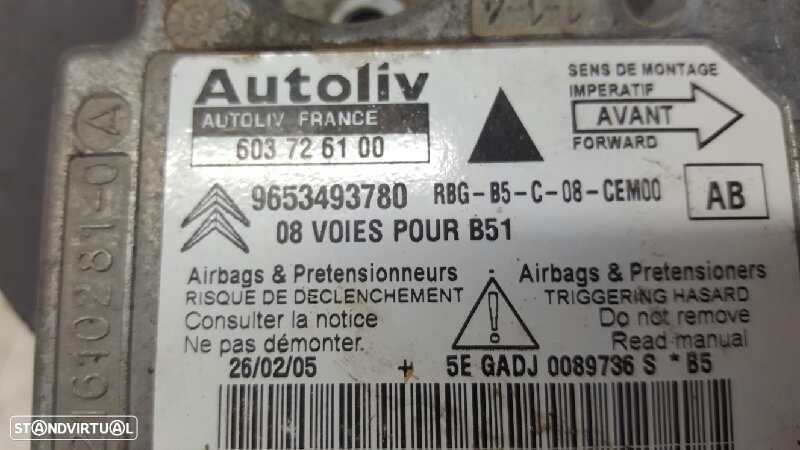 Autoliv
AUTOLIV FRANCE
603 72 61 00
SENS DE MONTAGE
IMPERATIF
AVANT
FORWARD
9653493780 RBG-B5-C-08-CEM00 AB
08 VOIES POUR B51
Airbags & Pretensionneurs
RISQUE DE DECLENCHEMENT
Consulter la notice
Ne pas démonter.
Airbags & Pretensioners
TRIGGERING HASARD
Do not remove
Read manual
26/02/05 + 5E GADJ 0089736 S *B5
A
STANDVIRTUAL